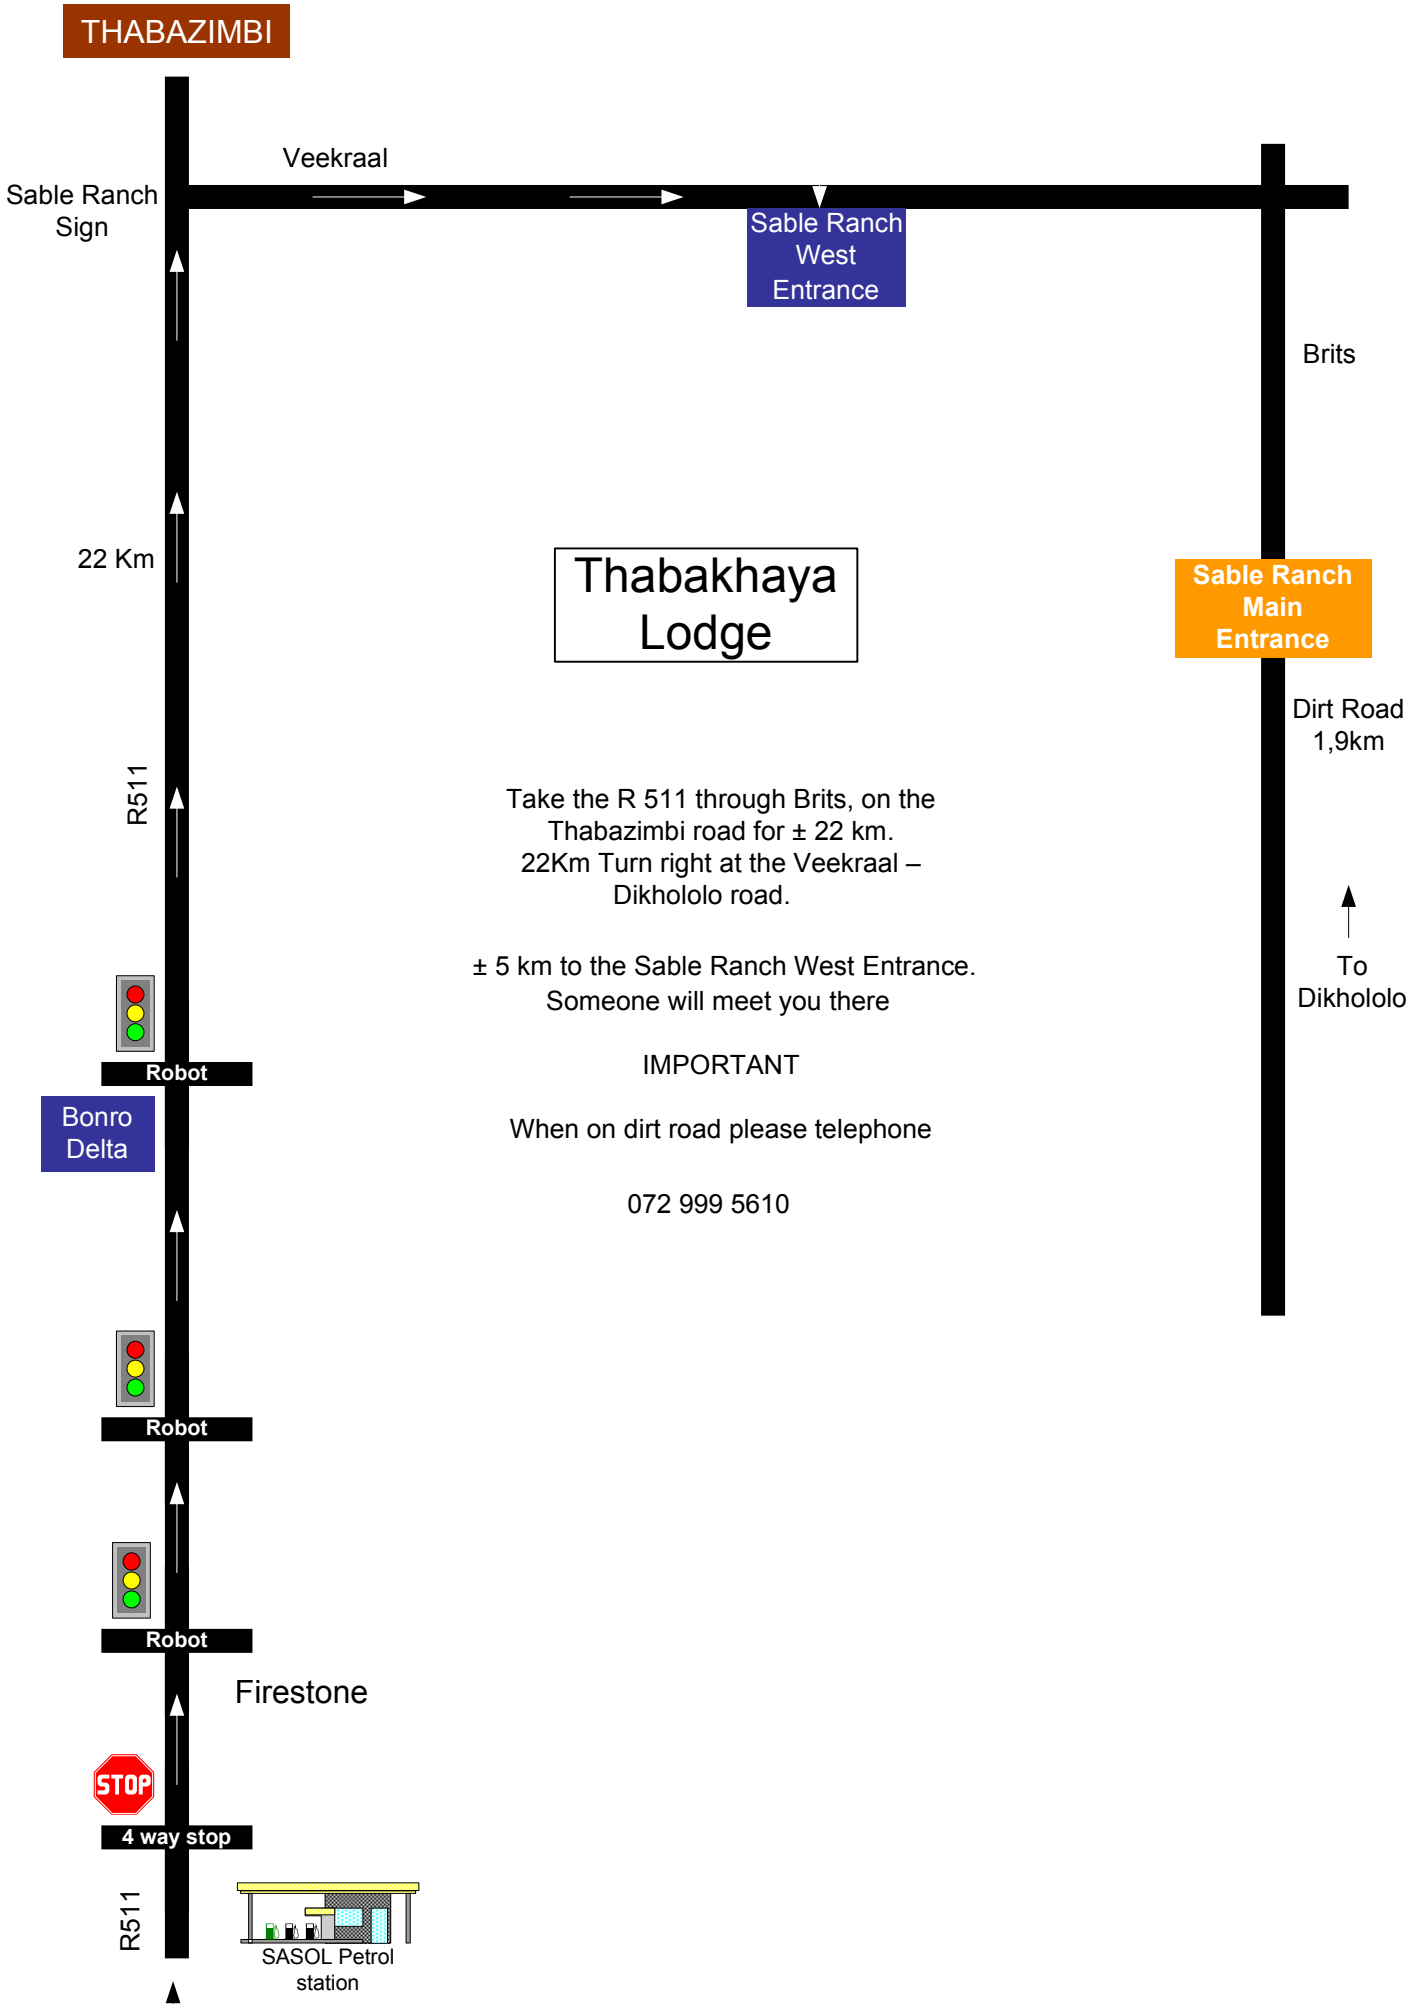 THABAZIMBI
Veekraal
Sable Ranch
Sign
Sable Ranch
West
Entrance
Brits
22 Km
Thabakhaya
Lodge
Sable Ranch
Main
Entrance
Dirt Road
1,9km
R511
Take the R 511 through Brits, on the
Thabazimbi road for ± 22 km.
22Km Turn right at the Veekraal –
Dikhololo road.
± 5 km to the Sable Ranch West Entrance.
Someone will meet you there
To
Dikhololo
IMPORTANT
Robot
Bonro
Delta
When on dirt road please telephone
072 999 5610
Robot
Robot
Firestone
STOP
4 way stop
R511
SASOL Petrol
station